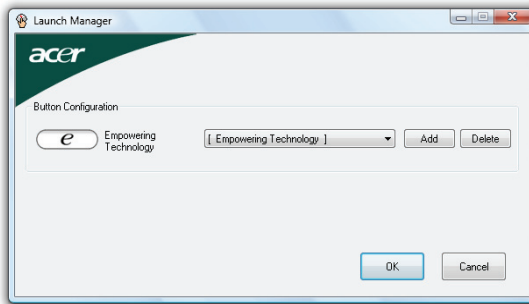 Launch Manager
acer
Button Configuration
e Empowering Technology [ Empowering Technology ] Add Delete
OK Cancel